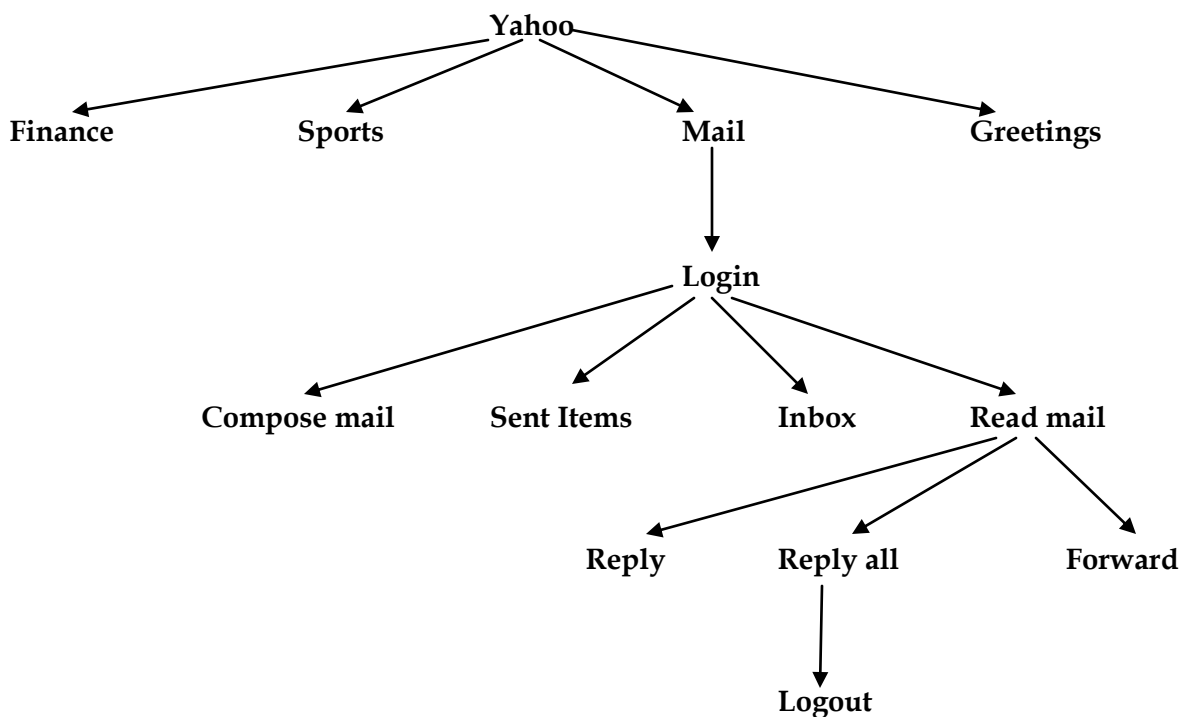 Yahoo
Finance Sports Mail Greetings
Login
Compose mail Sent Items Inbox Read mail
Reply Reply all Forward
Logout